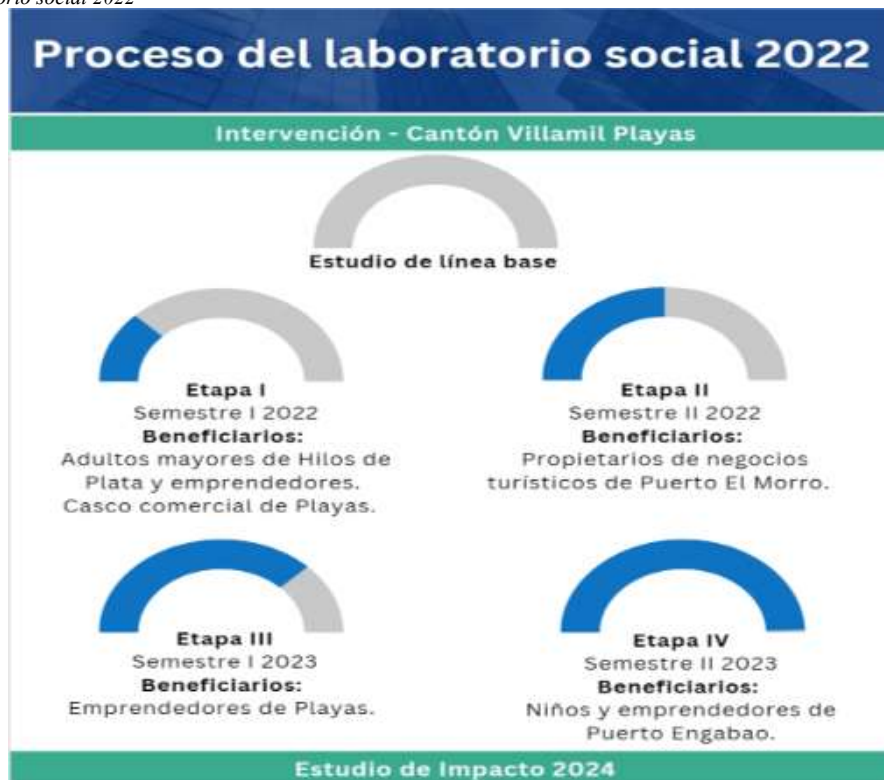 orio social 2022
Proceso del laboratorio social 2022
Intervención - Cantón Villamil Playas
Estudio de línea base
Etapa I
Semestre I 2022
Beneficiarios:
Adultos mayores de Hilos de
Plata y emprendedores.
Casco comercial de Playas.
Etapa II
Semestre II 2022
Beneficiarios:
Propietarios de negocios
turísticos de Puerto El Morro.
Etapa III
Semestre I 2023
Beneficiarios:
Emprendedores de Playas.
Etapa IV
Semestre II 2023
Beneficiarios:
Niños y emprendedores de
Puerto Engabao.
Estudio de Impacto 2024